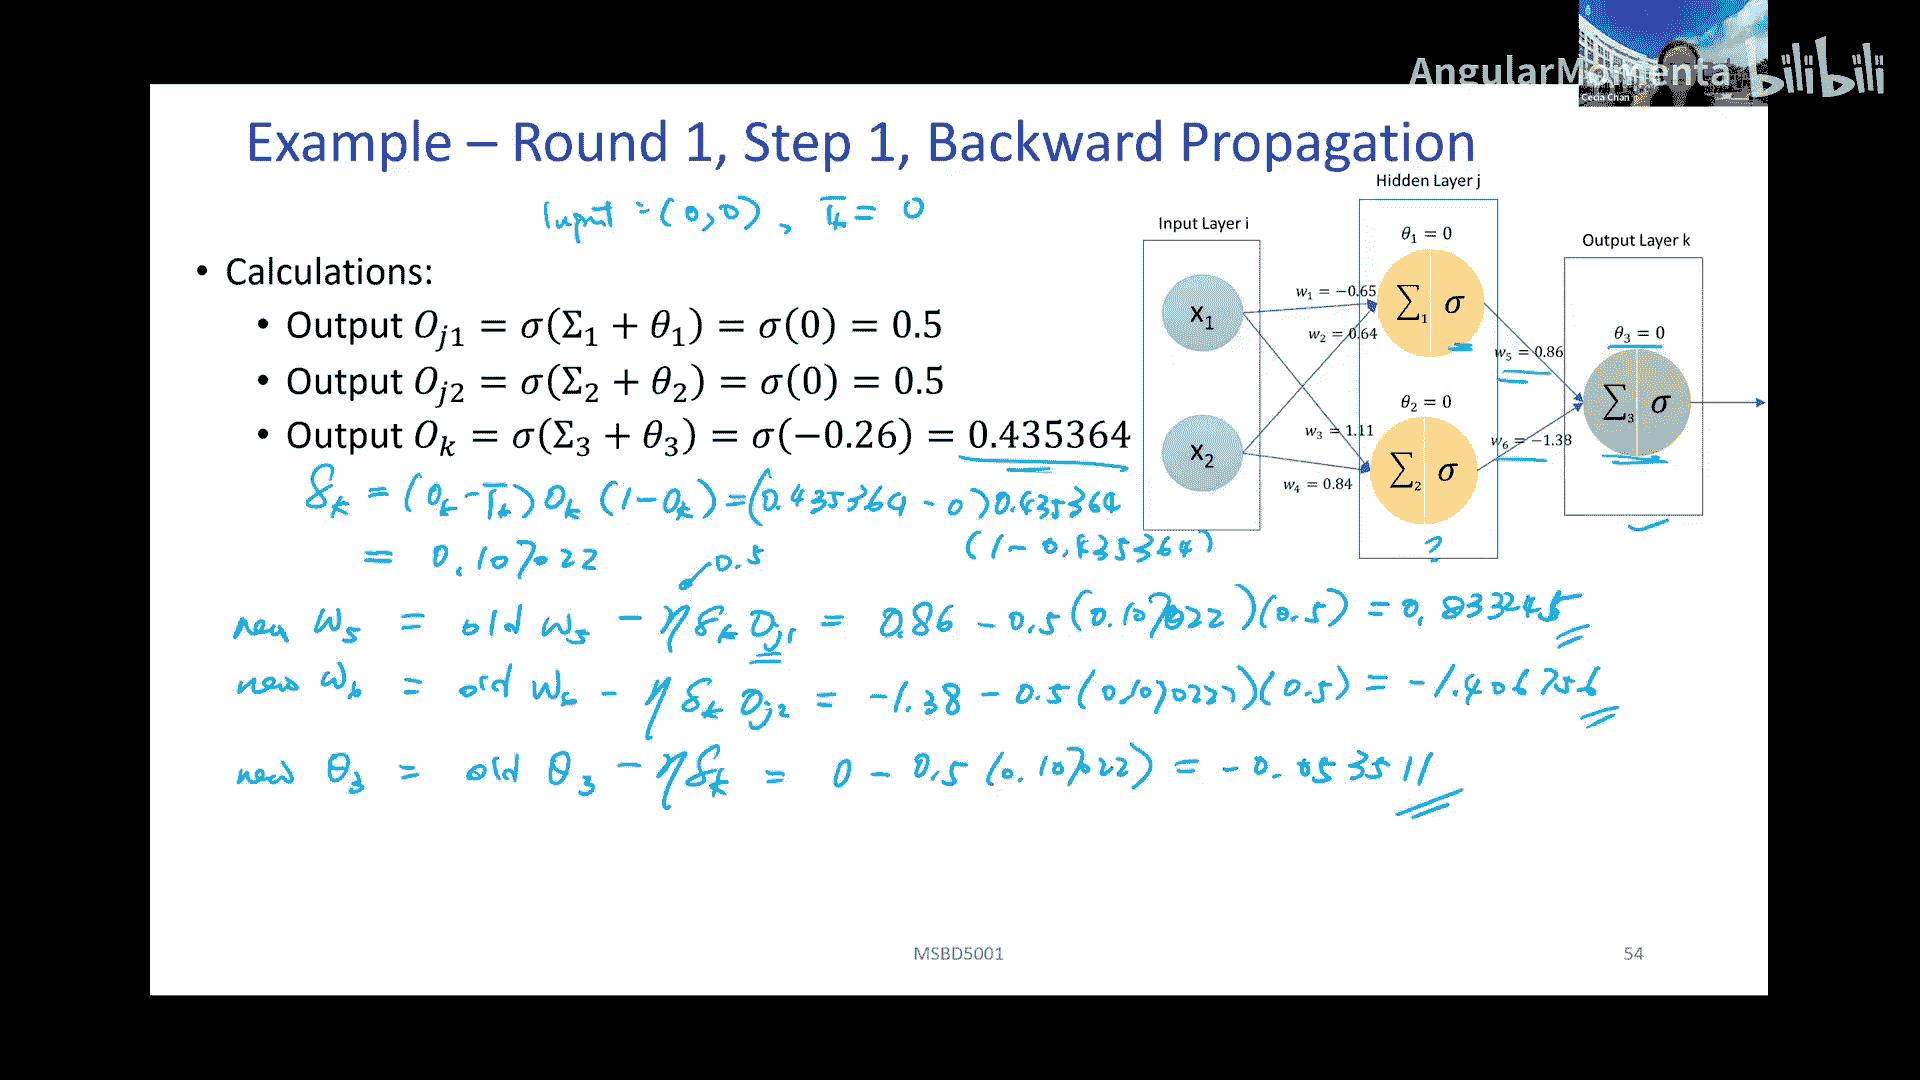 AngularMomenta bilibili
Cecia Chan
Example – Round 1, Step 1, Backward Propagation
Input = (0,0), Tk = 0
• Calculations:
• Output Oj1 = σ(Σ1 + θ1) = σ(0) = 0.5
• Output Oj2 = σ(Σ2 + θ2) = σ(0) = 0.5
• Output Ok = σ(Σ3 + θ3) = σ(−0.26) = 0.435364
Hidden Layer j
Input Layer i
Output Layer k
θ1 = 0
x1
w1 = −0.65
Σ1 σ
w2 = 0.64
θ3 = 0
w5 = 0.86
θ2 = 0
Σ3 σ
x2
w3 = 1.11
w6 = −1.38
Σ2 σ
w4 = 0.84
?
δk = (Ok - Tk) Ok (1 - Ok) = (0.435364 - 0) 0.435364
(1 - 0.435364)
= 0.107022
0.5
new w5 = old w5 - η δk Oj1 = 0.86 - 0.5 (0.107022)(0.5) = 0.833245
new w6 = old w6 - η δk Oj2 = -1.38 - 0.5 (0.107022)(0.5) = -1.406756
new θ3 = old θ3 - η δk = 0 - 0.5 (0.107022) = -0.053511
MSBD5001
54